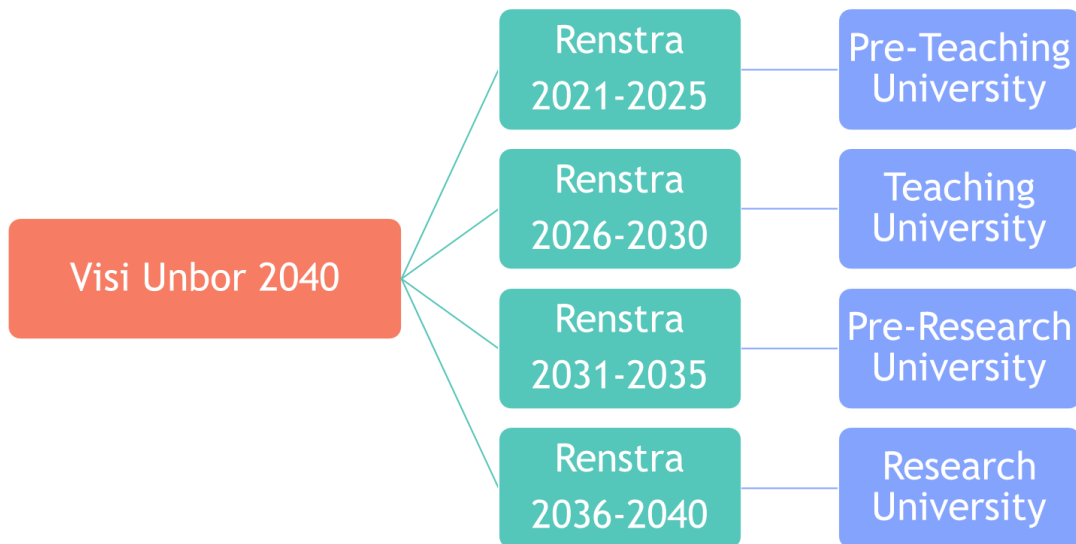 Visi Unbor 2040
Renstra
2021-2025
Pre-Teaching
University
Renstra
2026-2030
Teaching
University
Renstra
2031-2035
Pre-Research
University
Renstra
2036-2040
Research
University